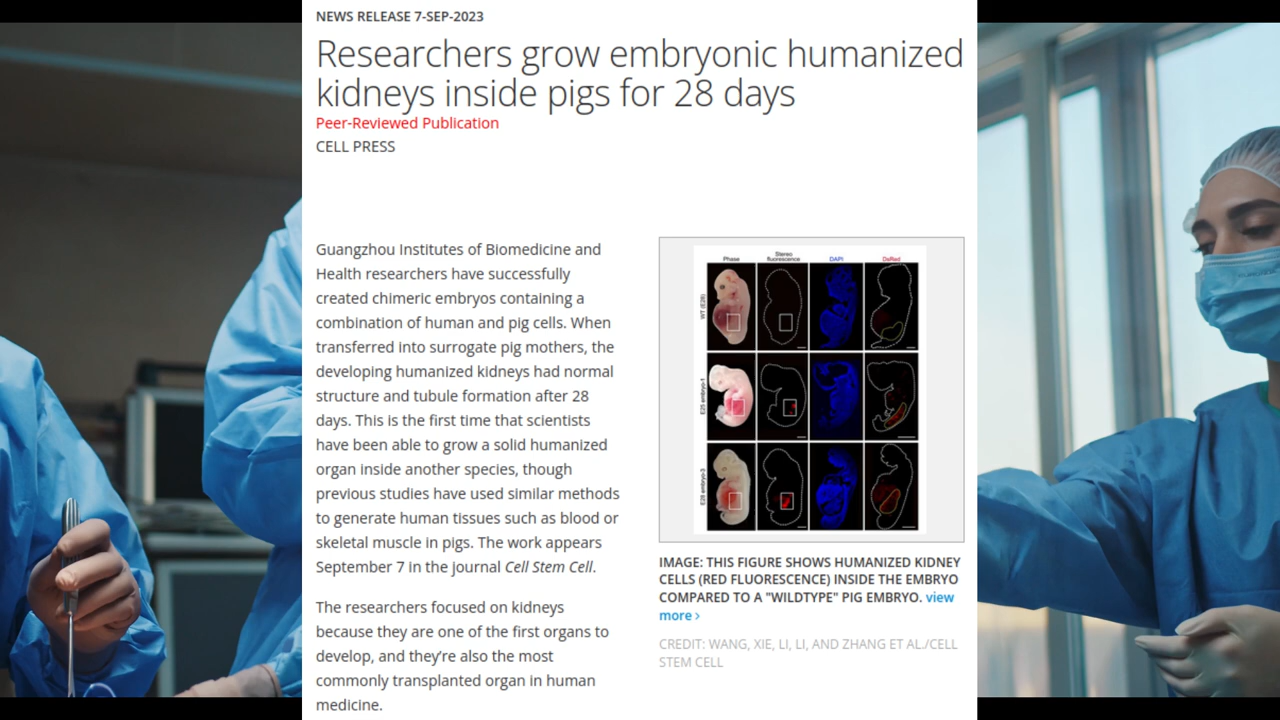 NEWS RELEASE 7-SEP-2023
Researchers grow embryonic humanized
kidneys inside pigs for 28 days
Peer-Reviewed Publication
CELL PRESS
Guangzhou Institutes of Biomedicine and
Health researchers have successfully
created chimeric embryos containing a
combination of human and pig cells. When
transferred into surrogate pig mothers, the
developing humanized kidneys had normal
structure and tubule formation after 28
days. This is the first time that scientists
have been able to grow a solid humanized
organ inside another species, though
previous studies have used similar methods
to generate human tissues such as blood or
skeletal muscle in pigs. The work appears
September 7 in the journal Cell Stem Cell.
The researchers focused on kidneys
because they are one of the first organs to
develop, and they're also the most
commonly transplanted organ in human
medicine.
Phase
Stereo
fluorescence
DAPI
DsRed
WT (E28)
E25 embryo-1
E28 embryo-3
IMAGE: THIS FIGURE SHOWS HUMANIZED KIDNEY
CELLS (RED FLUORESCENCE) INSIDE THE EMBRYO
COMPARED TO A "WILDTYPE" PIG EMBRYO. view
more ›
CREDIT: WANG, XIE, LI, LI, AND ZHANG ET AL./CELL
STEM CELL